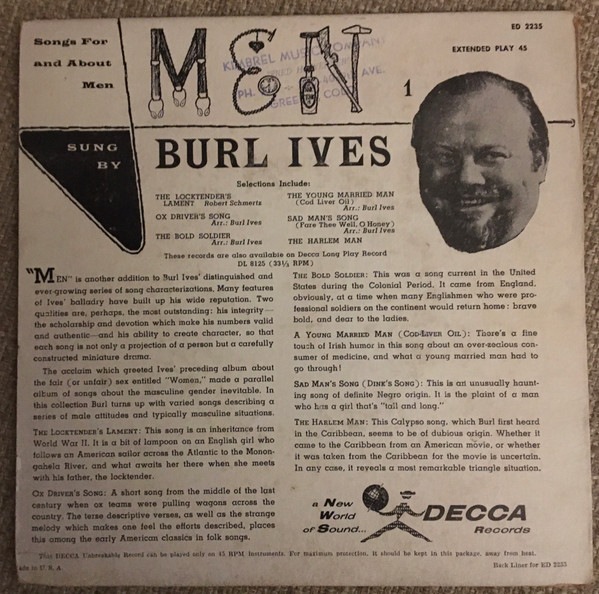 Songs For
and About
Men
MEN
KIMBREL MUSIC COMPANY
AVE.
PH.
GREELEY, COLO.
ED 2235
EXTENDED PLAY 45
1
SUNG
BY
BURL IVES
Selections Include:
THE LOCKTENDER'S
LAMENT Robert Schmertz
OX DRIVER'S SONG
Arr.: Burl Ives
THE BOLD SOLDIER
Arr.: Burl Ives
THE YOUNG MARRIED MAN
(Cod Liver Oil)
Arr.: Burl Ives
SAD MAN'S SONG
(Fare Thee Well, O Honey)
Arr.: Burl Ives
THE HARLEM MAN
These records are also available on Decca Long Play Record
DL 8125 (33⅓ RPM)
"MEN" is another addition to Burl Ives' distinguished and
ever-growing series of song characterizations. Many features
of Ives' balladry have built up his wide reputation. Two
qualities are, perhaps, the most outstanding: his integrity—
the scholarship and devotion which make his numbers valid
and authentic—and his ability to create character, so that
each song is not only a projection of a person but a carefully
constructed miniature drama.
The acclaim which greeted Ives' preceding album about
the fair (or unfair) sex entitled "Women," made a parallel
album of songs about the masculine gender inevitable. In
this collection Burl turns up with varied songs describing a
series of male attitudes and typically masculine situations.
THE LOCKTENDER'S LAMENT: This song is an inheritance from
World War II. It is a bit of lampoon on an English girl who
follows an American sailor across the Atlantic to the Monon-
gahela River, and what awaits her there when she meets
with his father, the locktender.
OX DRIVER'S SONG: A short song from the middle of the last
century when ox teams were pulling wagons across the
country. The terse descriptive verses, as well as the strange
melody which makes one feel the efforts described, places
this among the early American classics in folk songs.
THE BOLD SOLDIER: This was a song current in the United
States during the Colonial Period. It came from England,
obviously, at a time when many Englishmen who were pro-
fessional soldiers on the continent would return home: brave
bold, and dear to the ladies.
A YOUNG MARRIED MAN (COD-LIVER OIL): There's a fine
touch of Irish humor in this song about an over-zealous con-
sumer of medicine, and what a young married man had to
go through!
SAD MAN'S SONG (DINK'S SONG): This is an unusually haunt-
ing song of definite Negro origin. It is the plaint of a man
who has a girl that's "tall and long."
THE HARLEM MAN: This Calypso song, which Burl first heard
in the Caribbean, seems to be of dubious origin. Whether it
came to the Caribbean from an American movie, or whether
it was taken from the Caribbean for the movie is uncertain.
In any case, it reveals a most remarkable triangle situation.
a New
World
of Sound...
DECCA
Records
This DECCA Unbreakable Record can be played only on 45 RPM Instruments. For maximum protection, it should be kept in this package, away from heat.
ade in U. S. A.
Back Liner for ED 2235